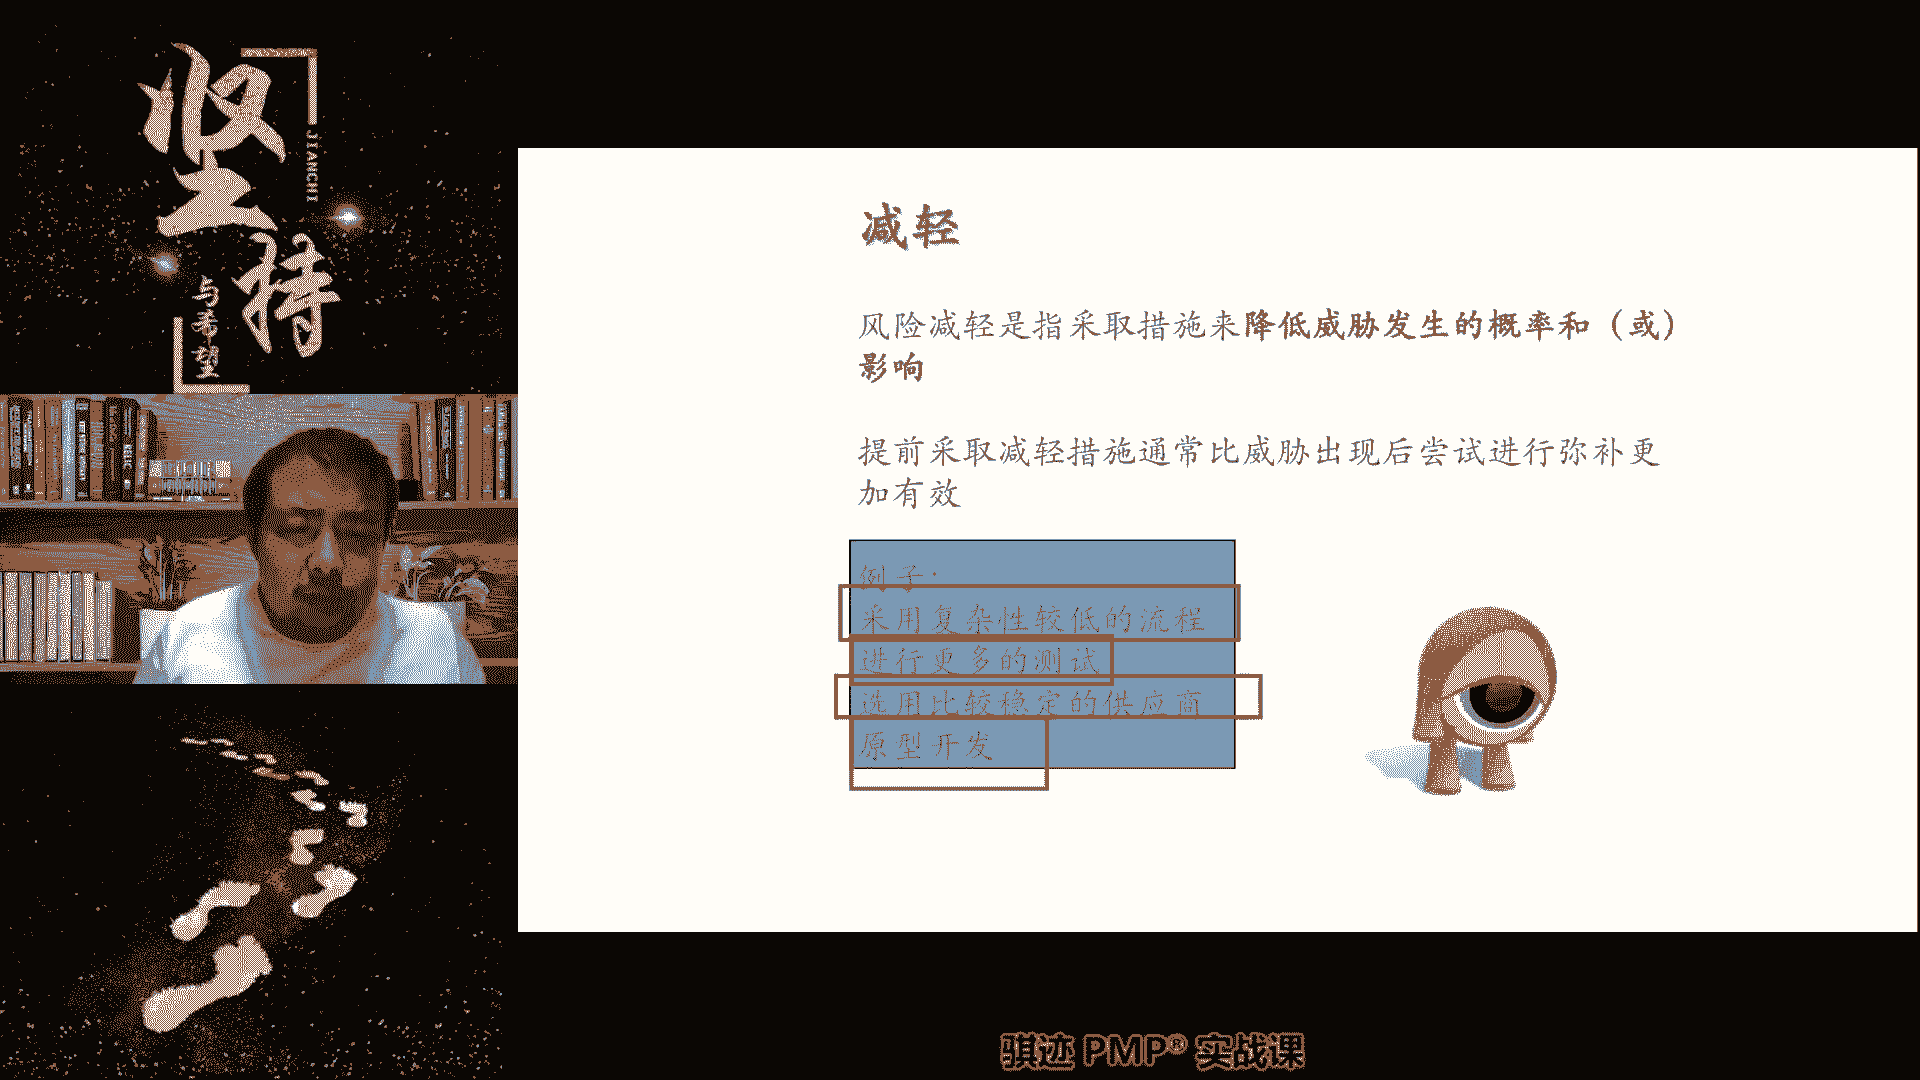 坚持
JIANCHI
与希望
减轻
风险减轻是指采取措施来降低威胁发生的概率和（或）
影响
提前采取减轻措施通常比威胁出现后尝试进行弥补更
加有效
例子：
采用复杂性较低的流程
进行更多的测试
选用比较稳定的供应商
原型开发
骐迹 PMP® 实战课